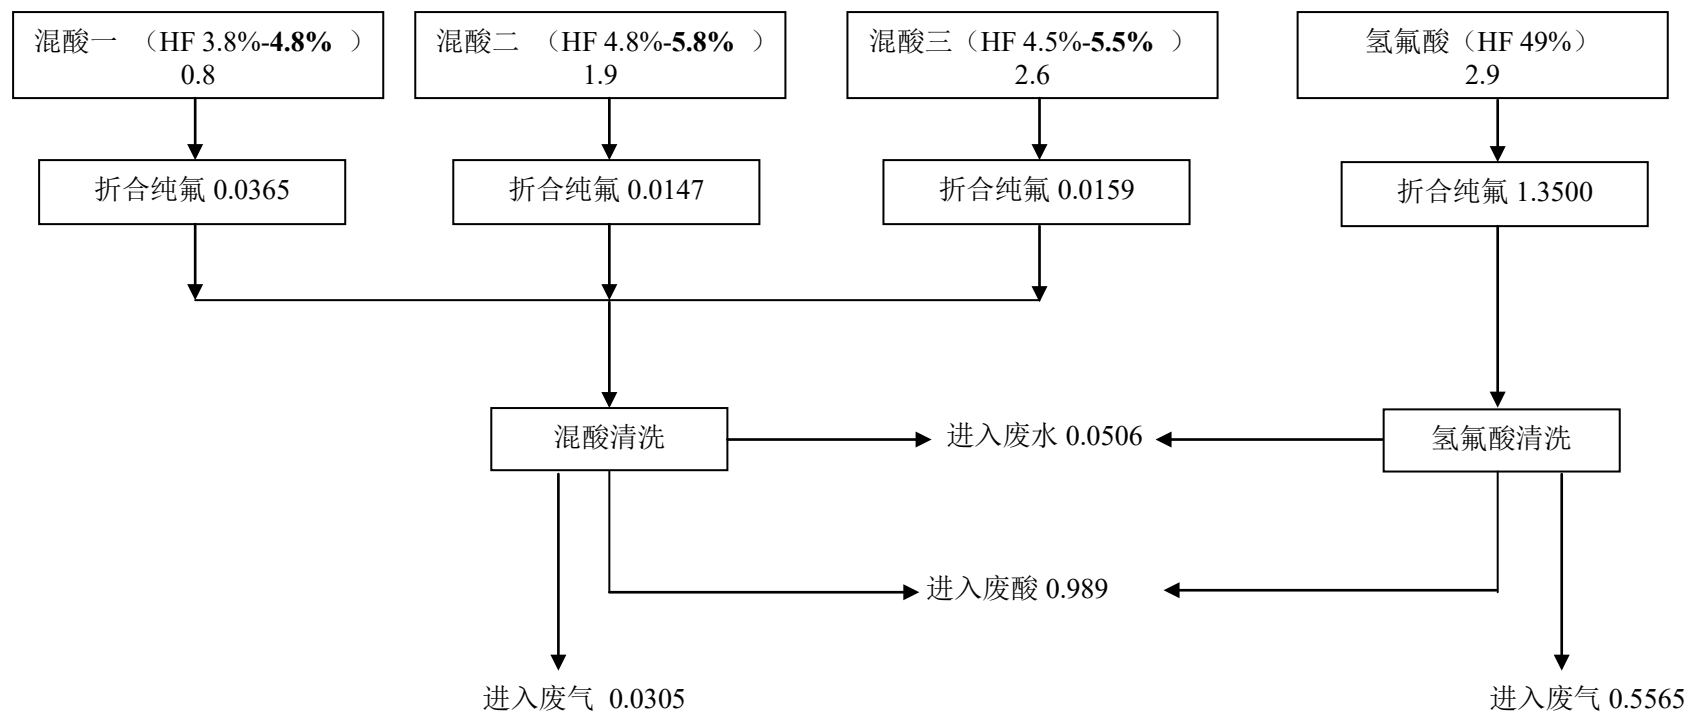 混酸一 （HF 3.8%-4.8% ）
0.8
混酸二 （HF 4.8%-5.8% ）
1.9
混酸三（HF 4.5%-5.5% ）
2.6
氢氟酸（HF 49%）
2.9
折合纯氟 0.0365
折合纯氟 0.0147
折合纯氟 0.0159
折合纯氟 1.3500
混酸清洗
进入废水 0.0506
氢氟酸清洗
进入废酸 0.989
进入废气 0.0305
进入废气 0.5565